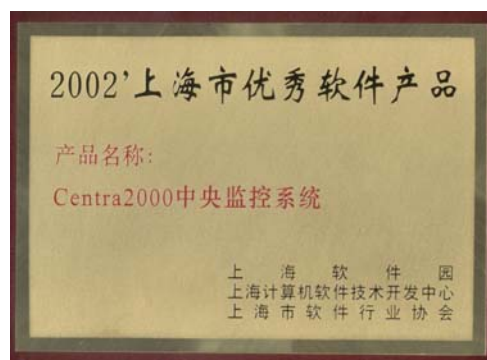 2002'上海市优秀软件产品
产品名称:
Centra2000中央监控系统
上海软件园
上海计算机软件技术开发中心
上海市软件行业协会